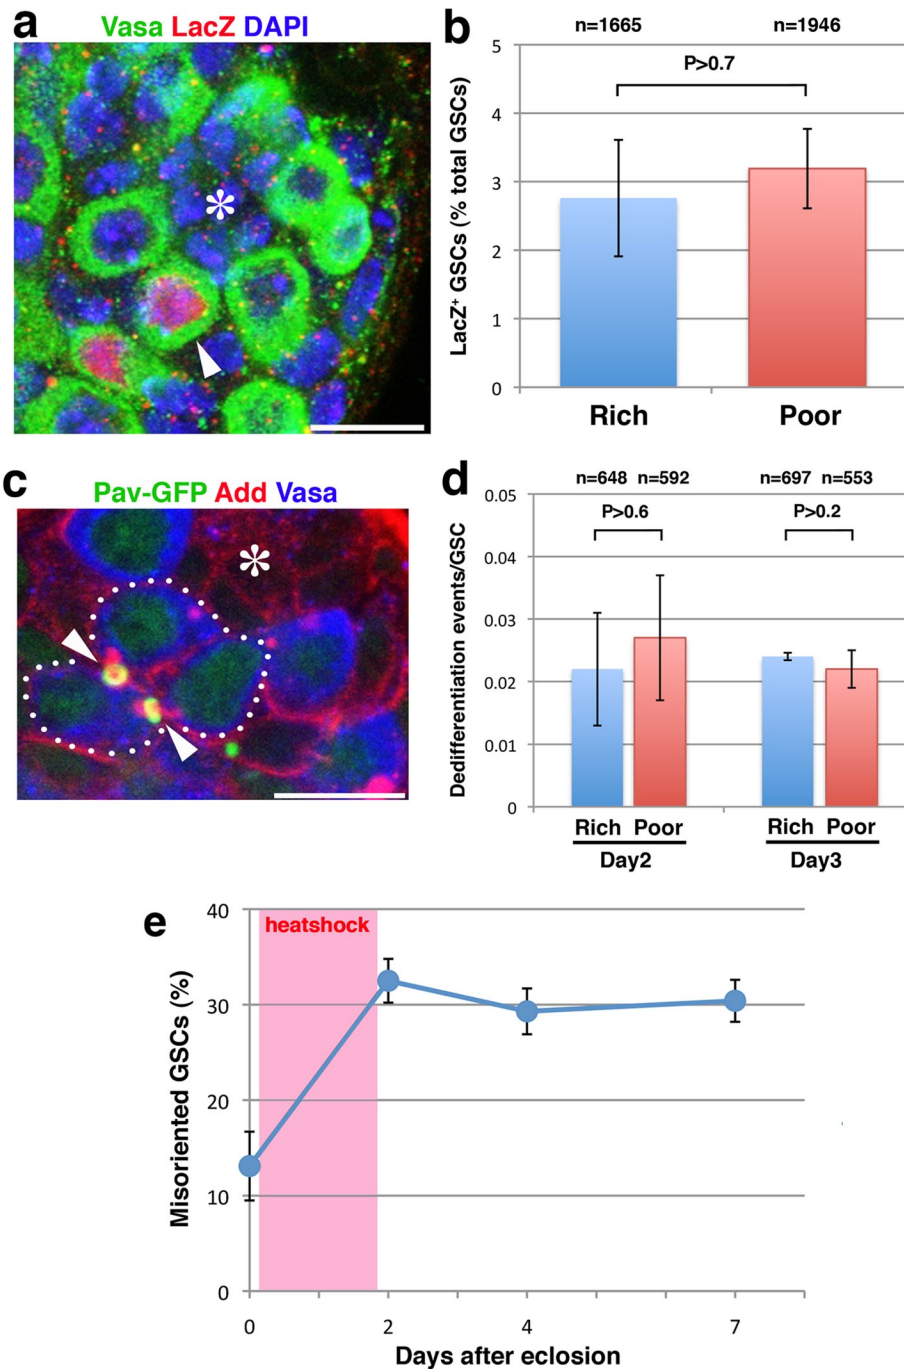 a
Vasa LacZ DAPI
*
b
n=1665 n=1946
P>0.7
LacZ⁺ GSCs (% total GSCs)
5
4
3
2
1
0
Rich Poor
c
Pav-GFP Add Vasa
*
d
n=648 n=592 n=697 n=553
P>0.6 P>0.2
Dedifferentiation events/GSC
0.05
0.04
0.03
0.02
0.01
0
Rich Poor Rich Poor
Day2 Day3
e
heatshock
Misoriented GSCs (%)
40
30
20
10
0
0 2 4 7
Days after eclosion